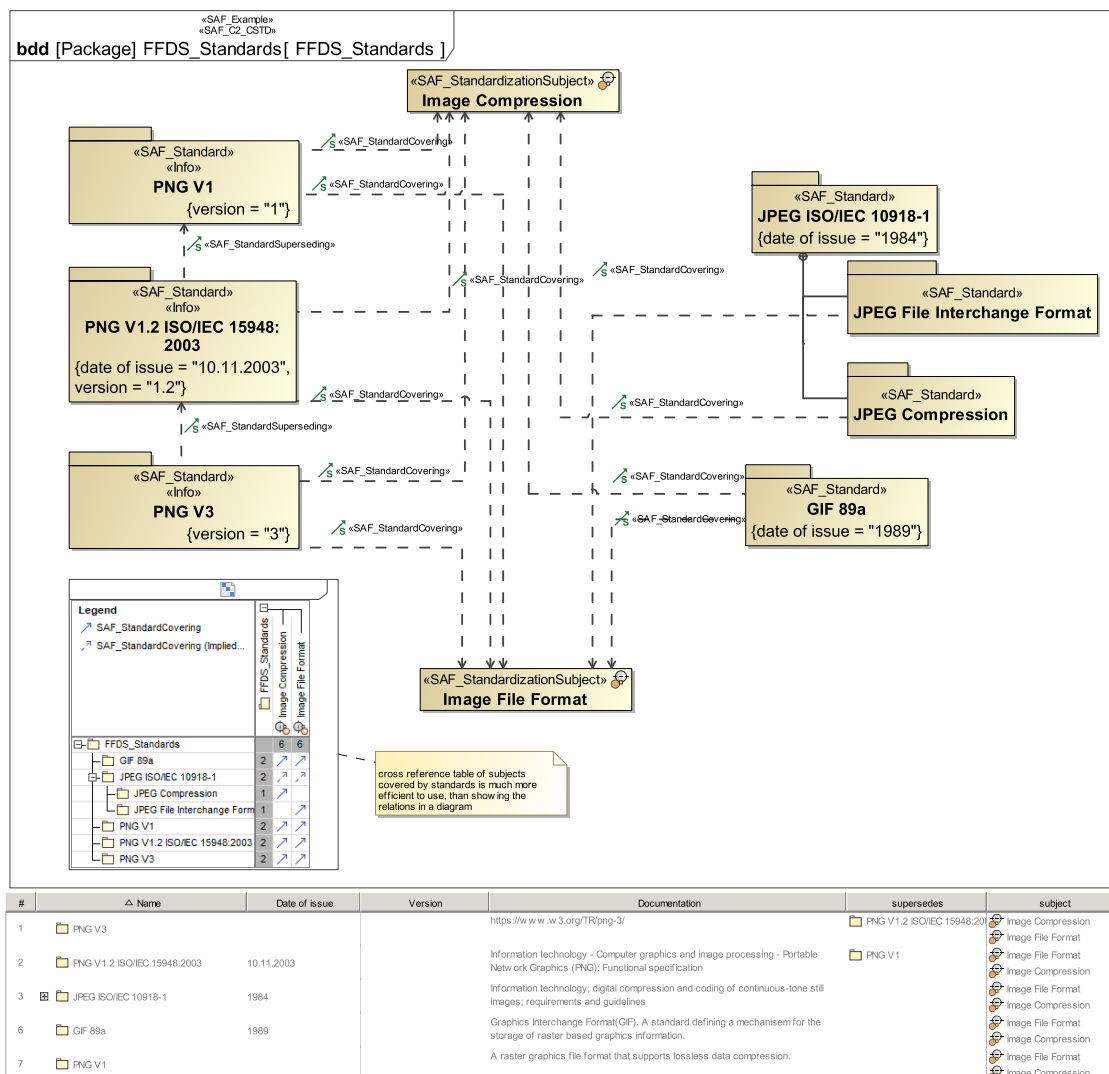 «SAF_Example»
«SAF_C2_CSTD»
bdd [Package] FFDS_Standards[ FFDS_Standards ]
«SAF_StandardizationSubject»
Image Compression
«SAF_Standard»
«Info»
PNG V1
{version = "1"}
«SAF_StandardCovering»
«SAF_StandardCovering»
«SAF_StandardSuperseding»
«SAF_Standard»
JPEG ISO/IEC 10918-1
{date of issue = "1984"}
«SAF_Standard»
«Info»
PNG V1.2 ISO/IEC 15948:
2003
{date of issue = "10.11.2003",
version = "1.2"}
«SAF_StandardCovering»
«SAF_StandardCovering»
«SAF_Standard»
JPEG File Interchange Format
«SAF_StandardCovering»
«SAF_StandardCovering»
«SAF_Standard»
JPEG Compression
«SAF_StandardSuperseding»
«SAF_Standard»
«Info»
PNG V3
{version = "3"}
«SAF_StandardCovering»
«SAF_StandardCovering»
«SAF_StandardCovering»
«SAF_StandardCovering»
«SAF_Standard»
GIF 89a
{date of issue = "1989"}
«SAF_StandardizationSubject»
Image File Format
Legend
SAF_StandardCovering
SAF_StandardCovering (Implied...
FFDS_Standards
Image Compression
Image File Format
FFDS_Standards 6 6
GIF 89a 2
JPEG ISO/IEC 10918-1 2
JPEG Compression 1
JPEG File Interchange Form 1
PNG V1 2
PNG V1.2 ISO/IEC 15948:2003 2
PNG V3 2
cross reference table of subjects
covered by standards is much more
efficient to use, than showing the
relations in a diagram
# Name Date of issue Version Documentation supersedes subject
1 PNG V3 https://www.w3.org/TR/png-3/ PNG V1.2 ISO/IEC 15948:20 Image Compression
Image File Format
2 PNG V1.2 ISO/IEC 15948:2003 10.11.2003 Information technology - Computer graphics and image processing - Portable PNG V1 Image File Format
Network Graphics (PNG): Functional specification Image Compression
3 JPEG ISO/IEC 10918-1 1984 Information technology; digital compression and coding of continuous-tone still Image File Format
images; requirements and guidelines Image Compression
6 GIF 89a 1989 Graphics Interchange Format(GIF). A standard defining a mechanisem for the Image File Format
storage of raster based graphics information. Image Compression
7 PNG V1 A raster graphics file format that supports lossless data compression. Image File Format
Image Compression